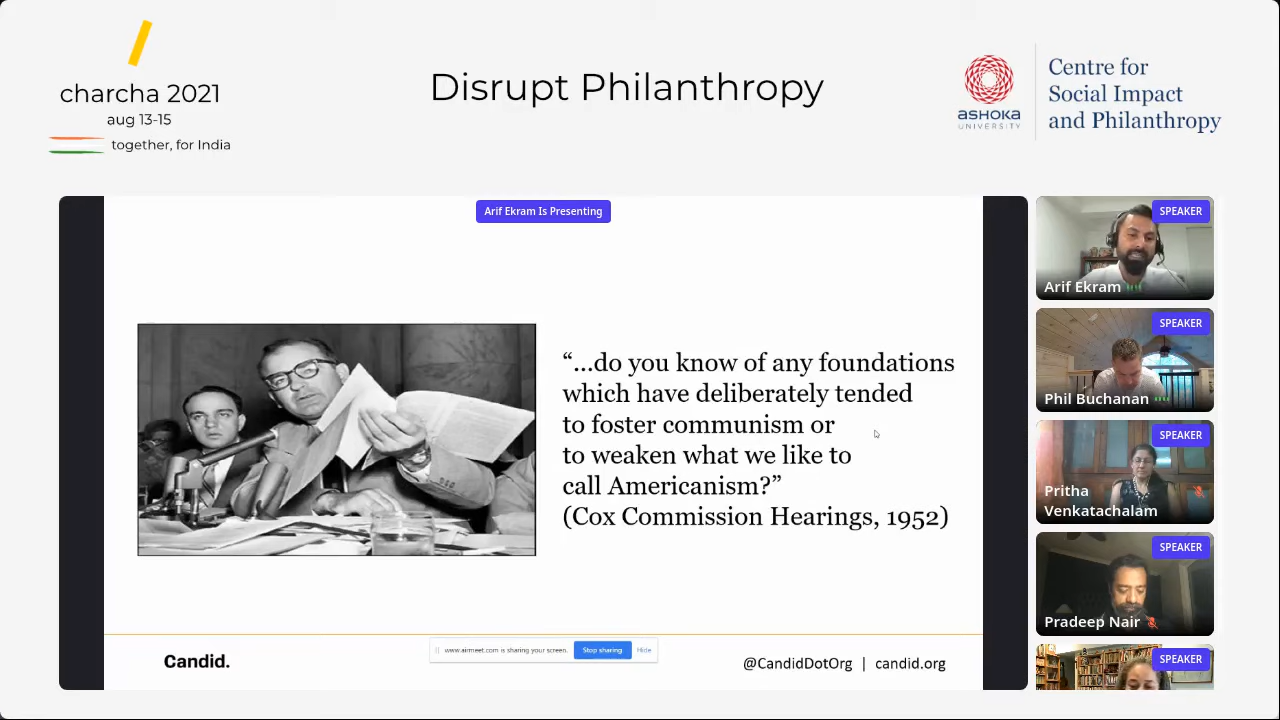 charcha 2021
aug 13-15
together, for India
Disrupt Philanthropy
ASHOKA
UNIVERSITY
Centre for
Social Impact
and Philanthropy
Arif Ekram Is Presenting
“...do you know of any foundations
which have deliberately tended
to foster communism or
to weaken what we like to
call Americanism?”
(Cox Commission Hearings, 1952)
Candid.
www.airmeet.com is sharing your screen.
Stop sharing
Hide
@CandidDotOrg | candid.org
SPEAKER
Arif Ekram
SPEAKER
Phil Buchanan
SPEAKER
Pritha
Venkatachalam
SPEAKER
Pradeep Nair
SPEAKER